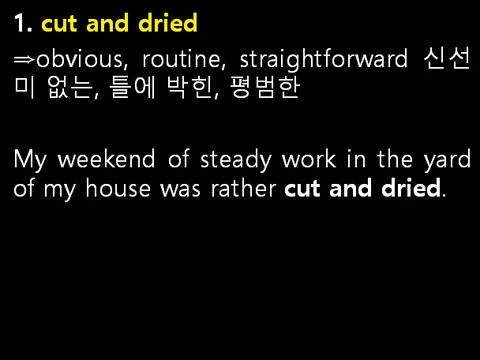 1. cut and dried
⇒obvious, routine, straightforward 신선
미 없는, 틀에 박힌, 평범한
My weekend of steady work in the yard
of my house was rather cut and dried.